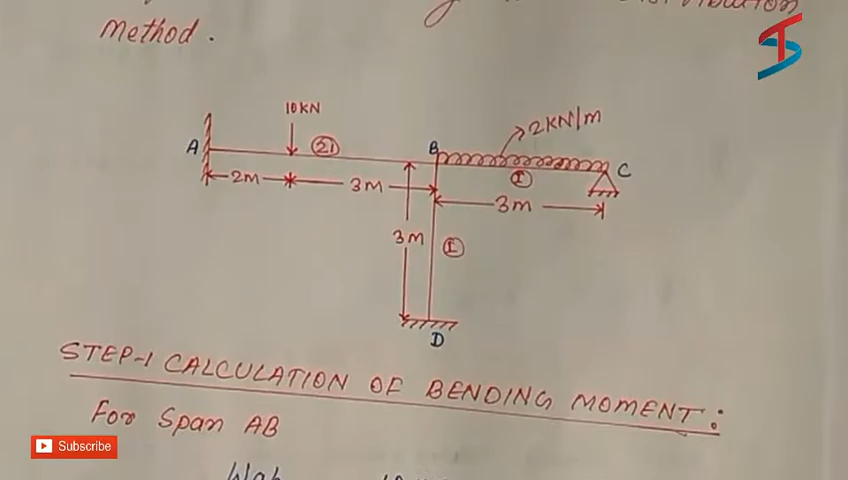 Method.
10KN
2I
A
B
2KN/M
C
I
2M
3M
3M
3M
I
D
STEP-1 CALCULATION OF BENDING MOMENT:
For Span AB
Subscribe